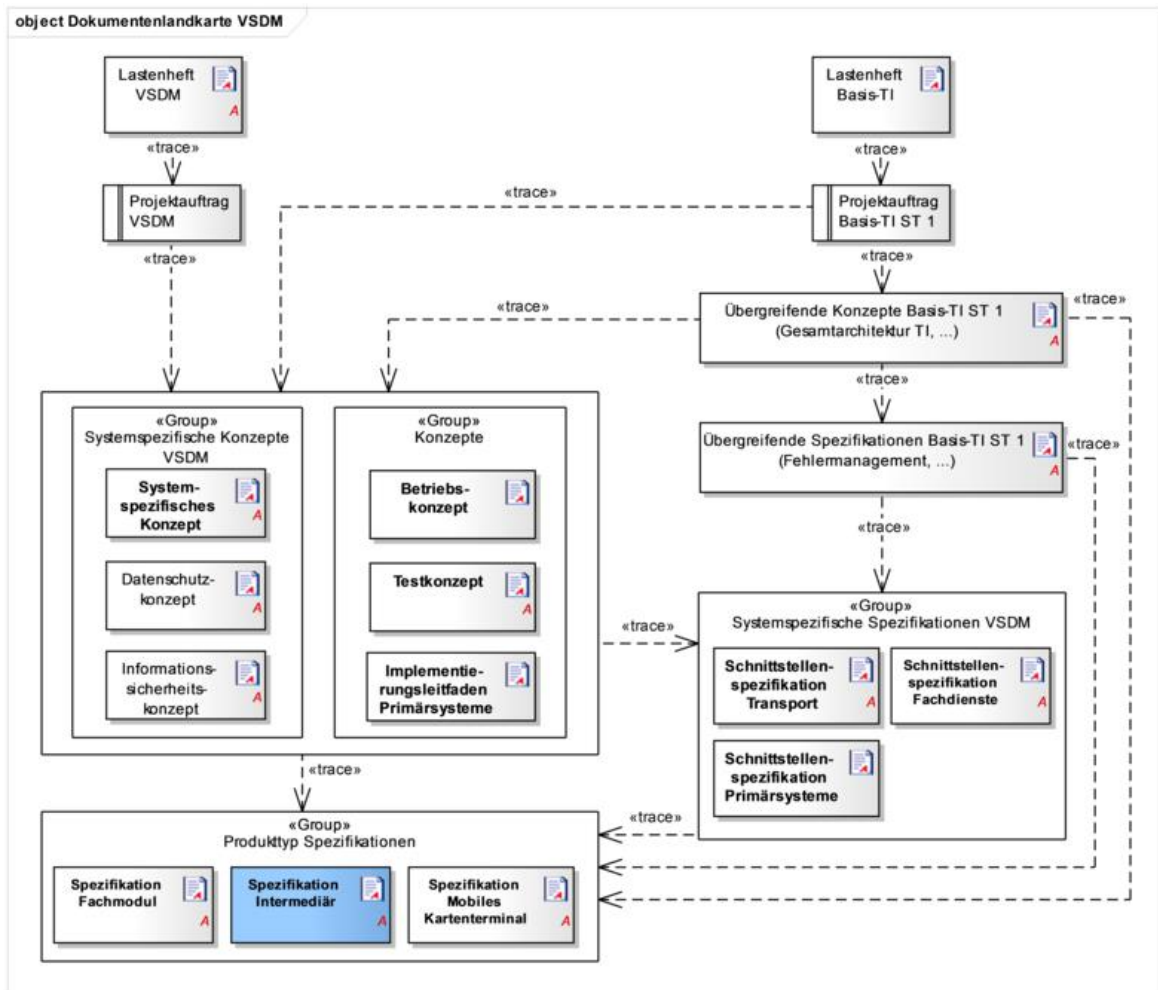 object Dokumentenlandkarte VSDM
Lastenheft
VSDM
A
Lastenheft
Basis-TI
«trace»
«trace»
Projektauftrag
VSDM
«trace»
Projektauftrag
Basis-TI ST 1
«trace»
«trace»
«trace»
Übergreifende Konzepte Basis-TI ST 1
(Gesamtarchitektur TI, ...)
A
«trace»
«trace»
Übergreifende Spezifikationen Basis-TI ST 1
(Fehlermanagement, ...)
A
«trace»
«trace»
«Group»
Systemspezifische Konzepte
VSDM
System-
spezifisches
Konzept
A
Datenschutz-
konzept
A
Informations-
sicherheits-
konzept
A
«Group»
Konzepte
Betriebs-
konzept
Testkonzept
A
Implementie-
rungsleitfaden
Primärsysteme
«trace»
«Group»
Systemspezifische Spezifikationen VSDM
Schnittstellen-
spezifikation
Transport
A
Schnittstellen-
spezifikation
Fachdienste
A
Schnittstellen-
spezifikation
Primärsysteme
«trace»
«trace»
«Group»
Produkttyp Spezifikationen
Spezifikation
Fachmodul
A
Spezifikation
Intermediär
A
Spezifikation
Mobiles
Kartenterminal
A